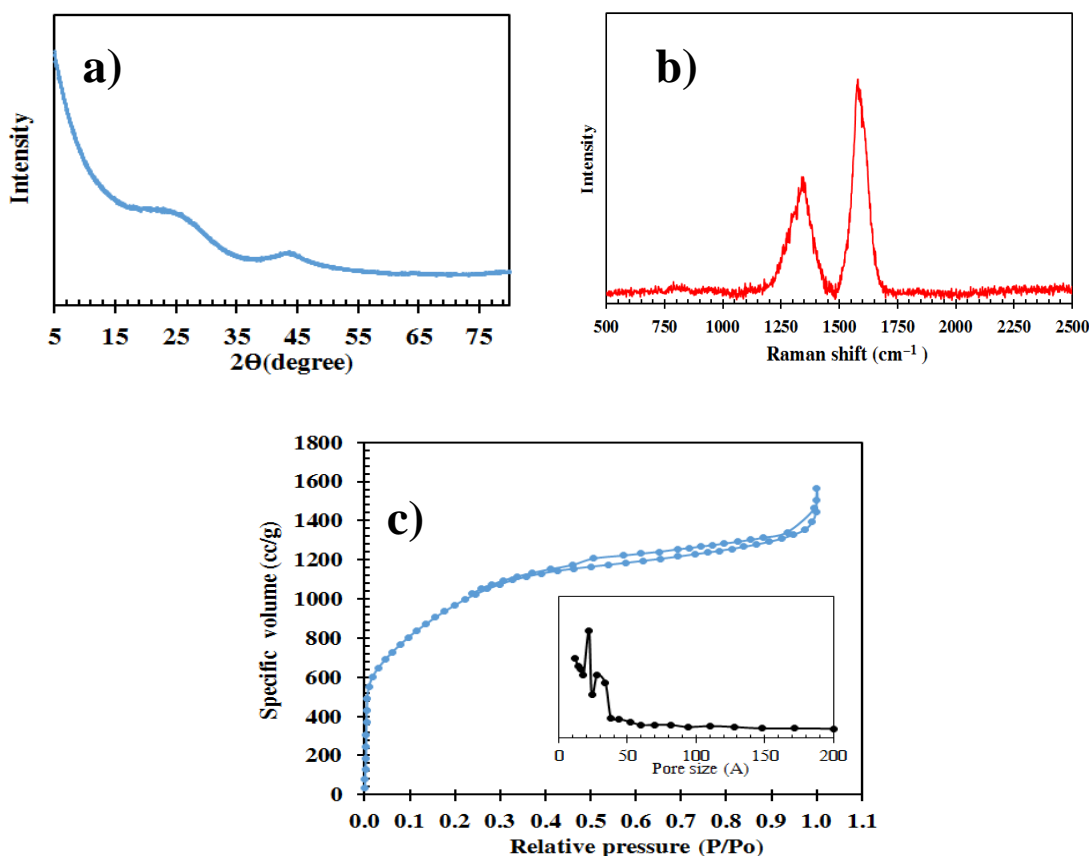 a)
Intensity
5 15 25 35 45 55 65 75
2Θ(degree)
b)
Intensity
500 750 1000 1250 1500 1750 2000 2250 2500
Raman shift (cm⁻¹ )
c)
Specific volume (cc/g)
1800
1600
1400
1200
1000
800
600
400
200
0
0.0 0.1 0.2 0.3 0.4 0.5 0.6 0.7 0.8 0.9 1.0 1.1
Relative pressure (P/Po)
0 50 100 150 200
Pore size (A)